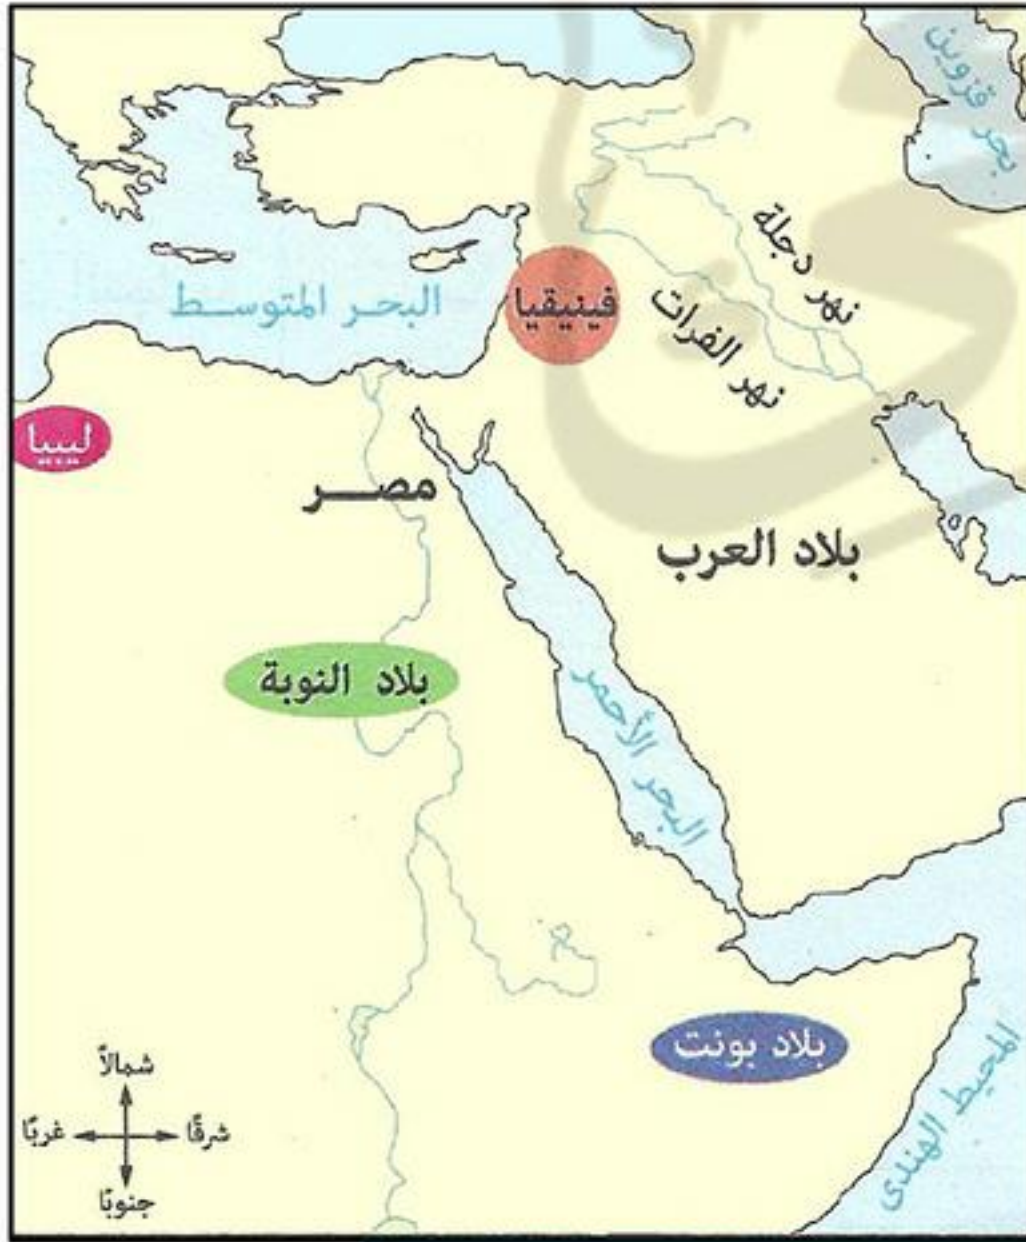 بحر قزوين
نهر دجلة
نهر الفرات
فينيقيا
البحر المتوسط
ليبيا
مصر
بلاد العرب
بلاد النوبة
البحر الأحمر
بلاد بونت
المحيط الهندى
شمالاً
شرقًا
غربًا
جنوبًا